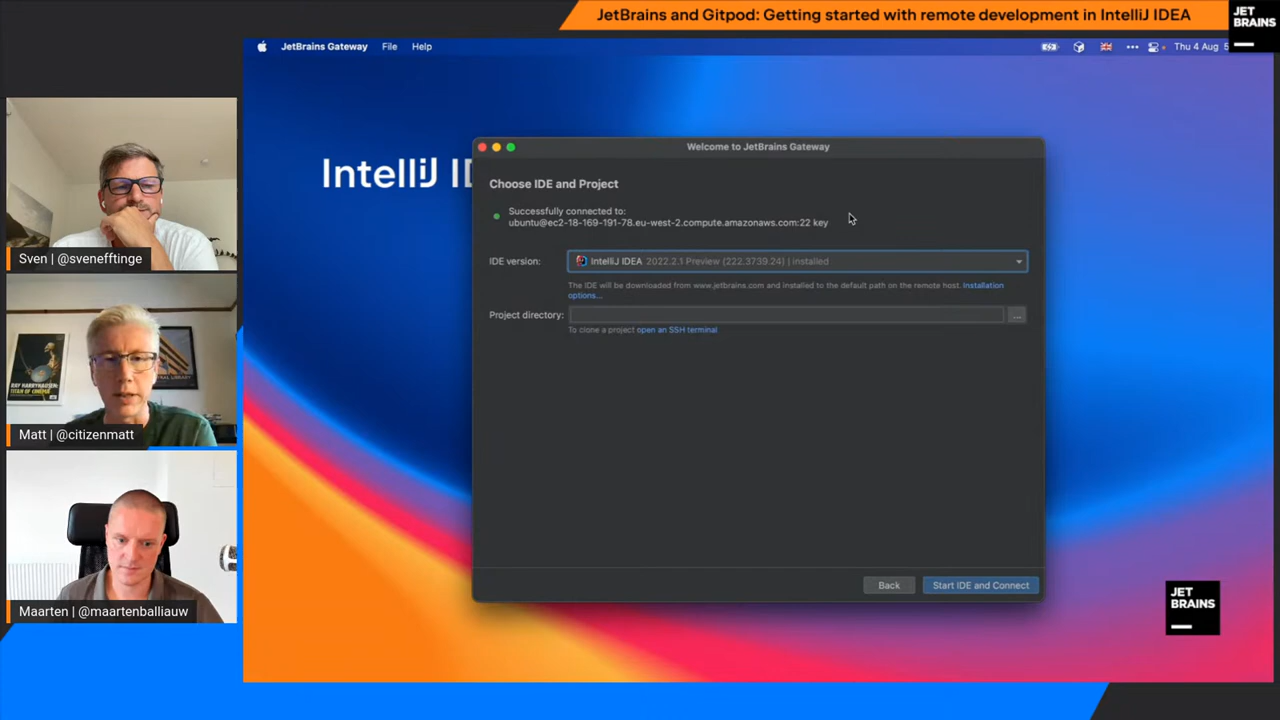 JetBrains and Gitpod: Getting started with remote development in IntelliJ IDEA
JET
BRAINS
JetBrains Gateway File Help
Thu 4 Aug
IntelliJ
Welcome to JetBrains Gateway
Choose IDE and Project
Successfully connected to:
ubuntu@ec2-18-169-191-78.eu-west-2.compute.amazonaws.com:22 key
IDE version: IntelliJ IDEA 2022.2.1 Preview (222.3739.24) | installed
The IDE will be downloaded from www.jetbrains.com and installed to the default path on the remote host. Installation
options...
Project directory: ...
To clone a project open an SSH terminal
Back Start IDE and Connect
Sven | @svenefftinge
RAY HARRYHAUSEN
TITAN OF CINEMA
Matt | @citizenmatt
Maarten | @maartenballiauw
JET
BRAINS